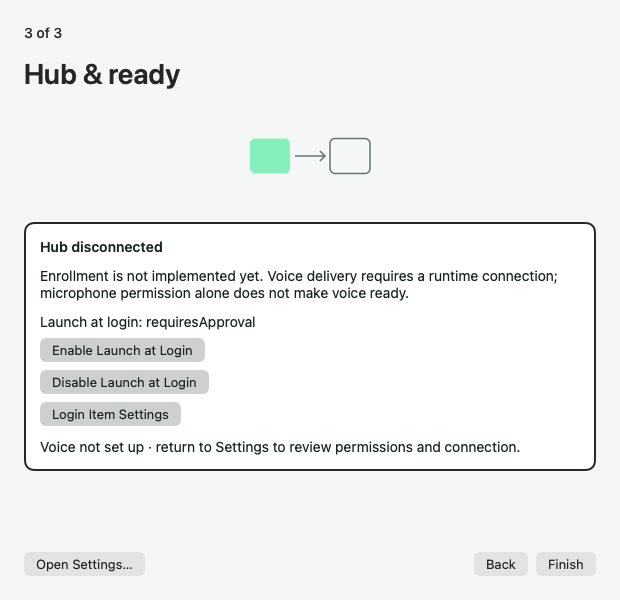 3 of 3
Hub & ready
Hub disconnected
Enrollment is not implemented yet. Voice delivery requires a runtime connection;
microphone permission alone does not make voice ready.
Launch at login: requiresApproval
Enable Launch at Login
Disable Launch at Login
Login Item Settings
Voice not set up · return to Settings to review permissions and connection.
Open Settings...
Back
Finish